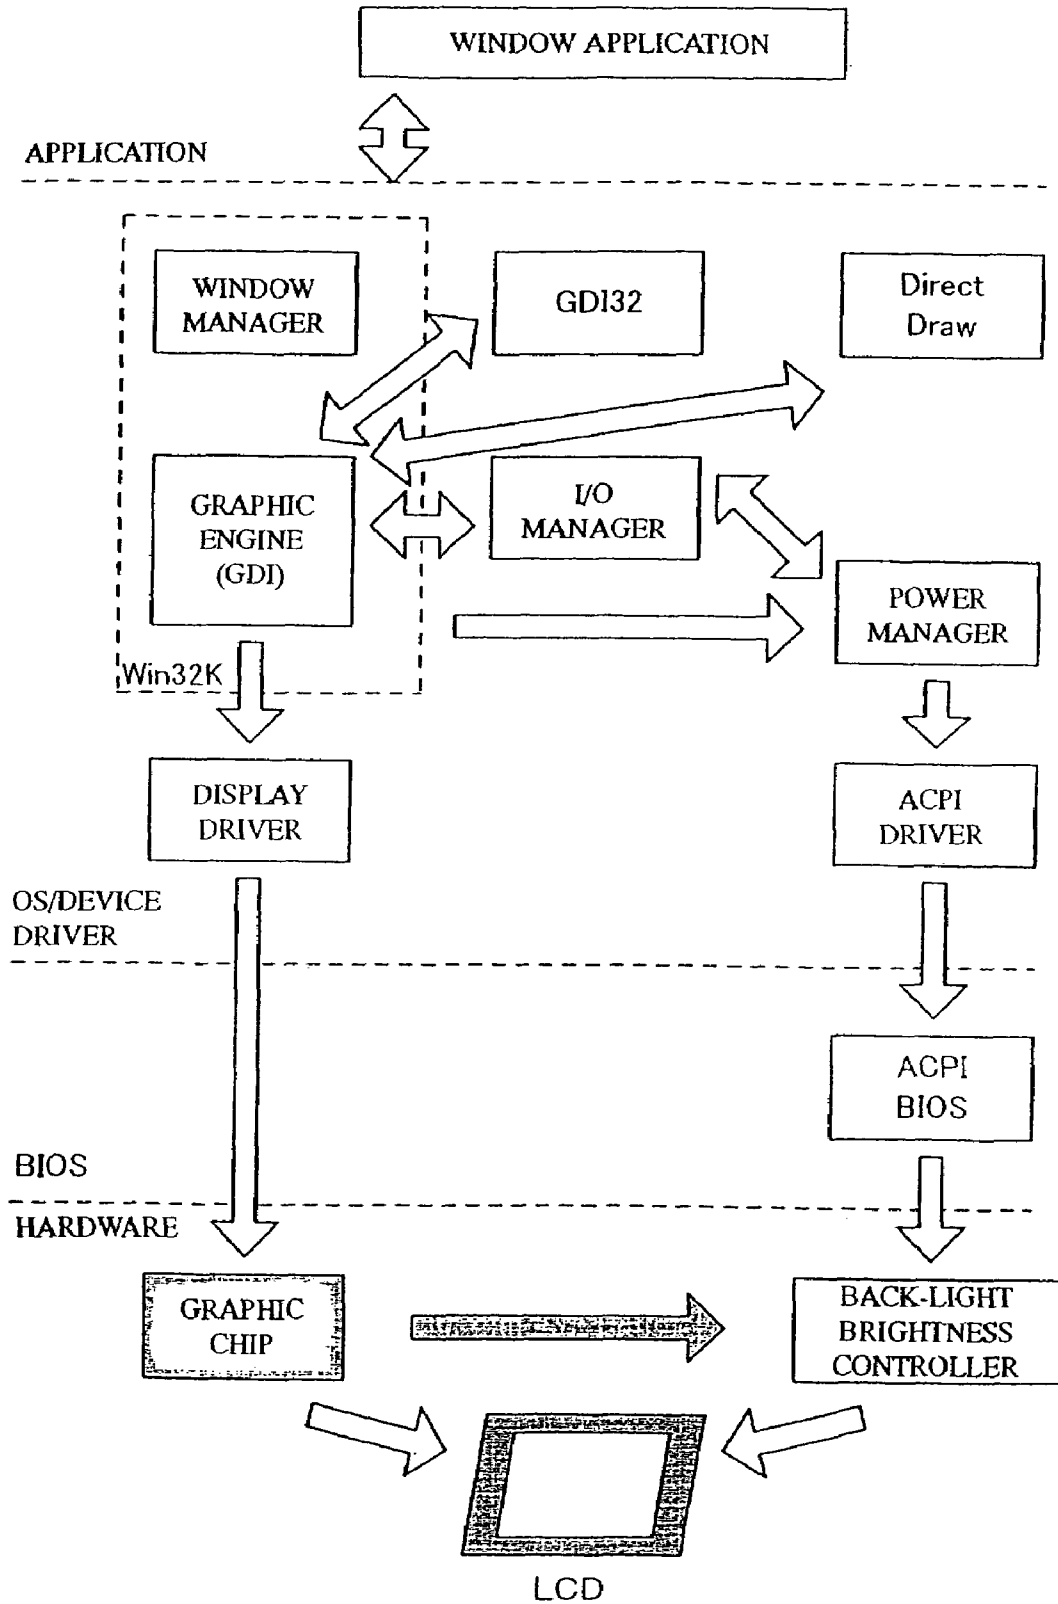 WINDOW APPLICATION
APPLICATION
WINDOW
MANAGER
GDI32
Direct
Draw
GRAPHIC
ENGINE
(GDI)
I/O
MANAGER
POWER
MANAGER
Win32K
DISPLAY
DRIVER
ACPI
DRIVER
OS/DEVICE
DRIVER
ACPI
BIOS
BIOS
HARDWARE
GRAPHIC
CHIP
BACK-LIGHT
BRIGHTNESS
CONTROLLER
LCD